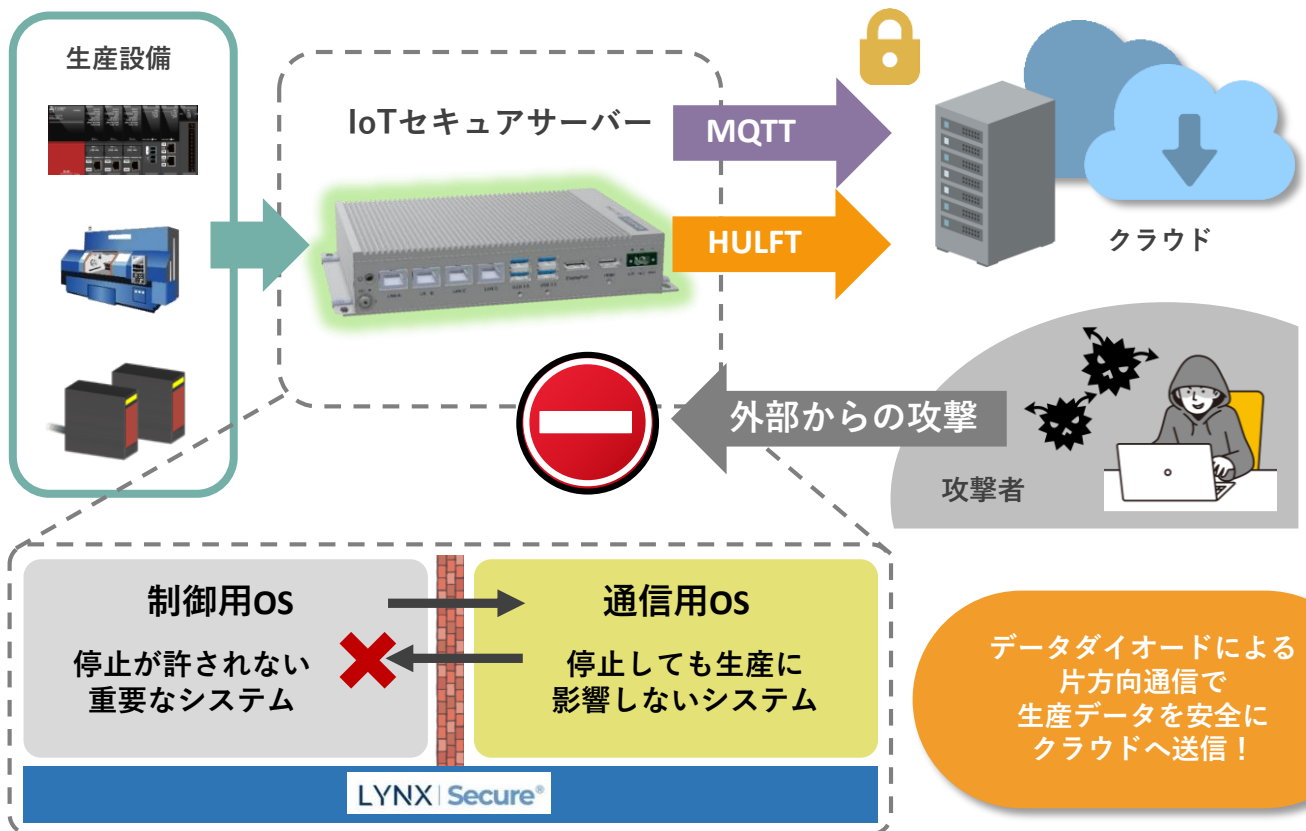 生産設備
IoTセキュアサーバー
MQTT
HULFT
クラウド
外部からの攻撃
攻撃者
制御用OS
停止が許されない
重要なシステム
通信用OS
停止しても生産に
影響しないシステム
LYNX Secure®
データダイオードによる
片方向通信で
生産データを安全に
クラウドへ送信！